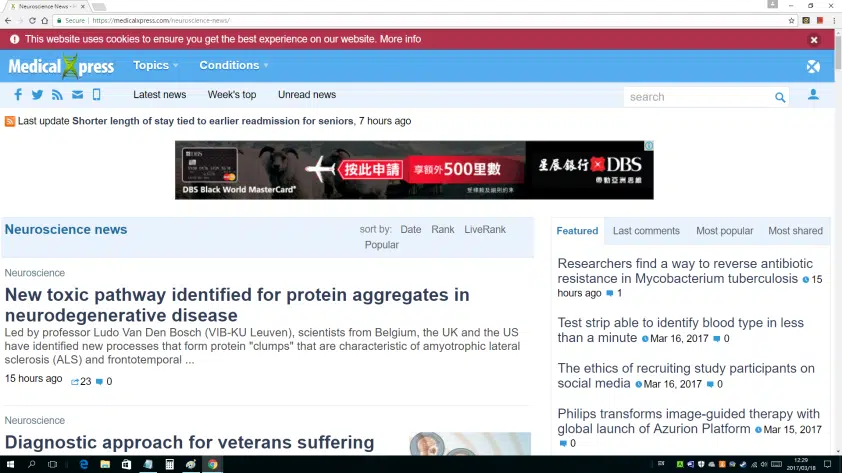 Neuroscience News - M
Secure | https://medicalxpress.com/neuroscience-news/
This website uses cookies to ensure you get the best experience on our website. More info
Medical Xpress Topics Conditions
Latest news Week's top Unread news search
Last update Shorter length of stay tied to earlier readmission for seniors, 7 hours ago
DBS
DBS Black World MasterCard®
按此申請 享額外500里數
星辰銀行 DBS
帶動亞洲思維
Neuroscience news sort by: Date Rank LiveRank
Popular
Featured Last comments Most popular Most shared
Neuroscience
New toxic pathway identified for protein aggregates in
neurodegenerative disease
Led by professor Ludo Van Den Bosch (VIB-KU Leuven), scientists from Belgium, the UK and the US
have identified new processes that form protein "clumps" that are characteristic of amyotrophic lateral
sclerosis (ALS) and frontotemporal ...
15 hours ago 23 0
Neuroscience
Diagnostic approach for veterans suffering
Researchers find a way to reverse antibiotic
resistance in Mycobacterium tuberculosis 15
hours ago 1
Test strip able to identify blood type in less
than a minute Mar 16, 2017 0
The ethics of recruiting study participants on
social media Mar 16, 2017 0
Philips transforms image-guided therapy with
global launch of Azurion Platform Mar 15, 2017
0
EN
12:29
2017/03/18